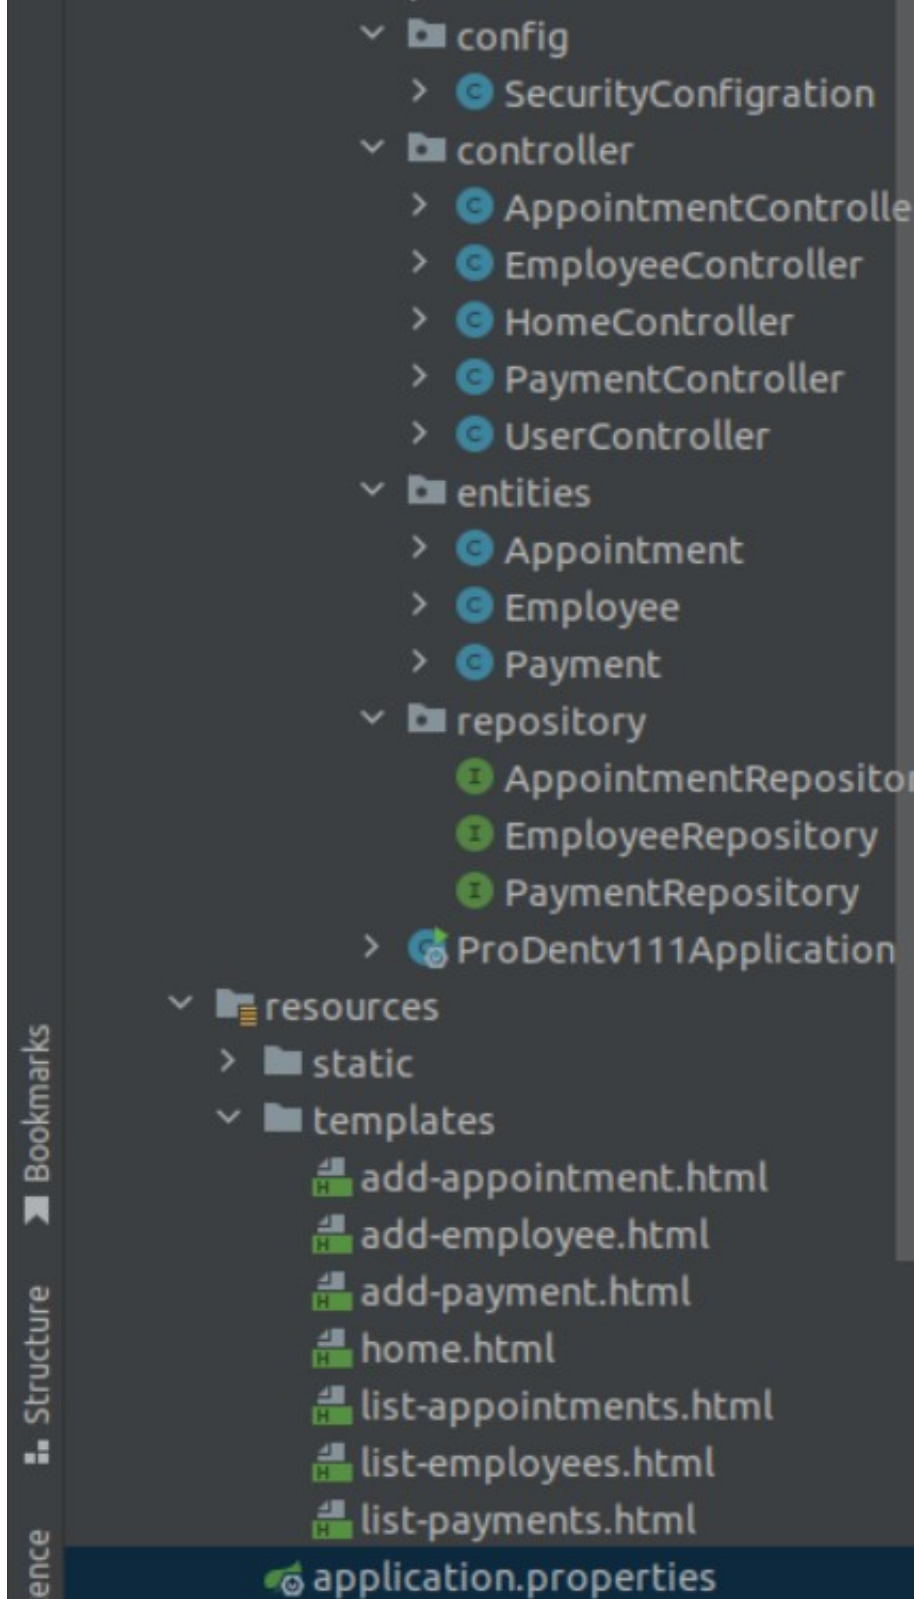 config
SecurityConfigration
controller
AppointmentControlle
EmployeeController
HomeController
PaymentController
UserController
entities
Appointment
Employee
Payment
repository
AppointmentRepositor
EmployeeRepository
PaymentRepository
ProDentv111Application
resources
static
templates
add-appointment.html
add-employee.html
add-payment.html
home.html
list-appointments.html
list-employees.html
list-payments.html
application.properties
Bookmarks
Structure
ence